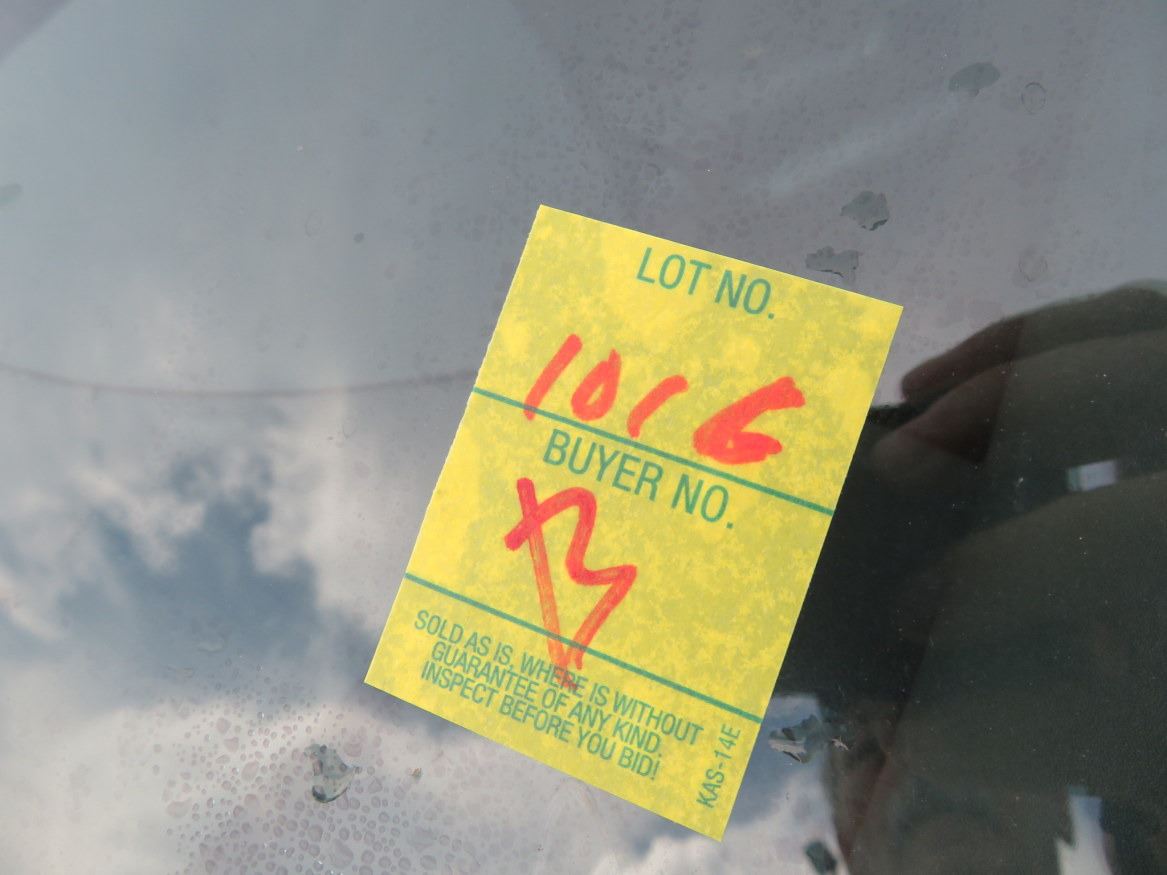 LOT NO.
1016
BUYER NO.
SOLD AS IS, WHERE IS WITHOUT
GUARANTEE OF ANY KIND.
INSPECT BEFORE YOU BID!
KAS-14E